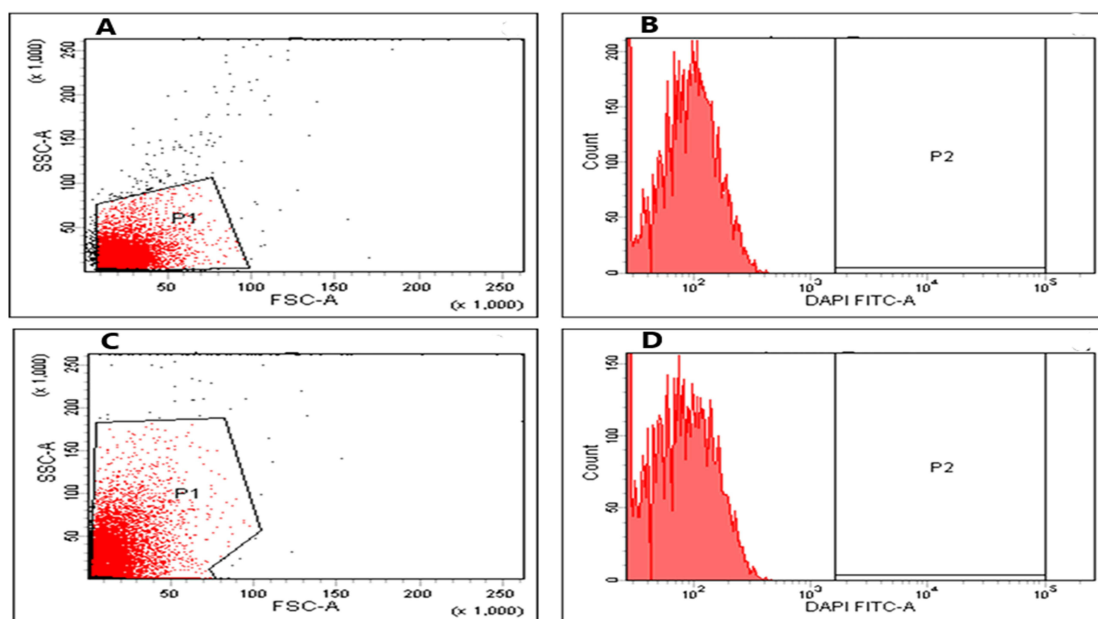 A
(x 1,000)
SSC-A
50 100 150 200 250
P1
50 100 150 200 250
FSC-A
(x 1,000)
B
Count
0 50 100 150 200
P2
10² 10³ 10⁴ 10⁵
DAPI FITC-A
C
(x 1,000)
SSC-A
50 100 150 200 250
P1
50 100 150 200 250
FSC-A
(x 1,000)
D
Count
0 50 100 150
P2
10² 10³ 10⁴ 10⁵
DAPI FITC-A